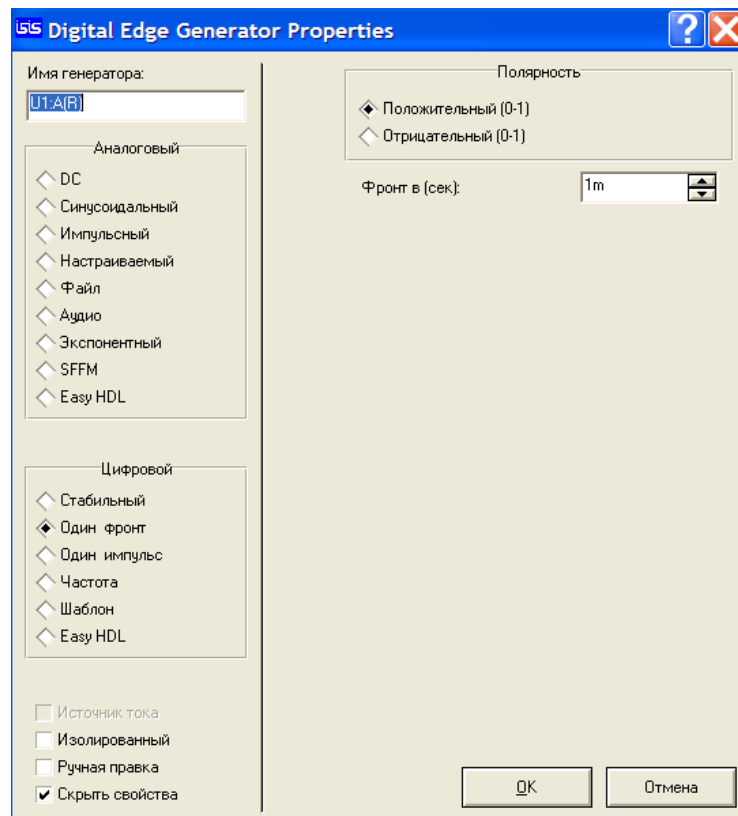 isis Digital Edge Generator Properties
Имя генератора:
U1:A(R)
Аналоговый
DC
Синусоидальный
Импульсный
Настраиваемый
Файл
Аудио
Экспонентный
SFFM
Easy HDL
Цифровой
Стабильный
Один фронт
Один импульс
Частота
Шаблон
Easy HDL
Источник тока
Изолированный
Ручная правка
Скрыть свойства
Полярность
Положительный (0-1)
Отрицательный (0-1)
Фронт в (сек):
1m
OK
Отмена